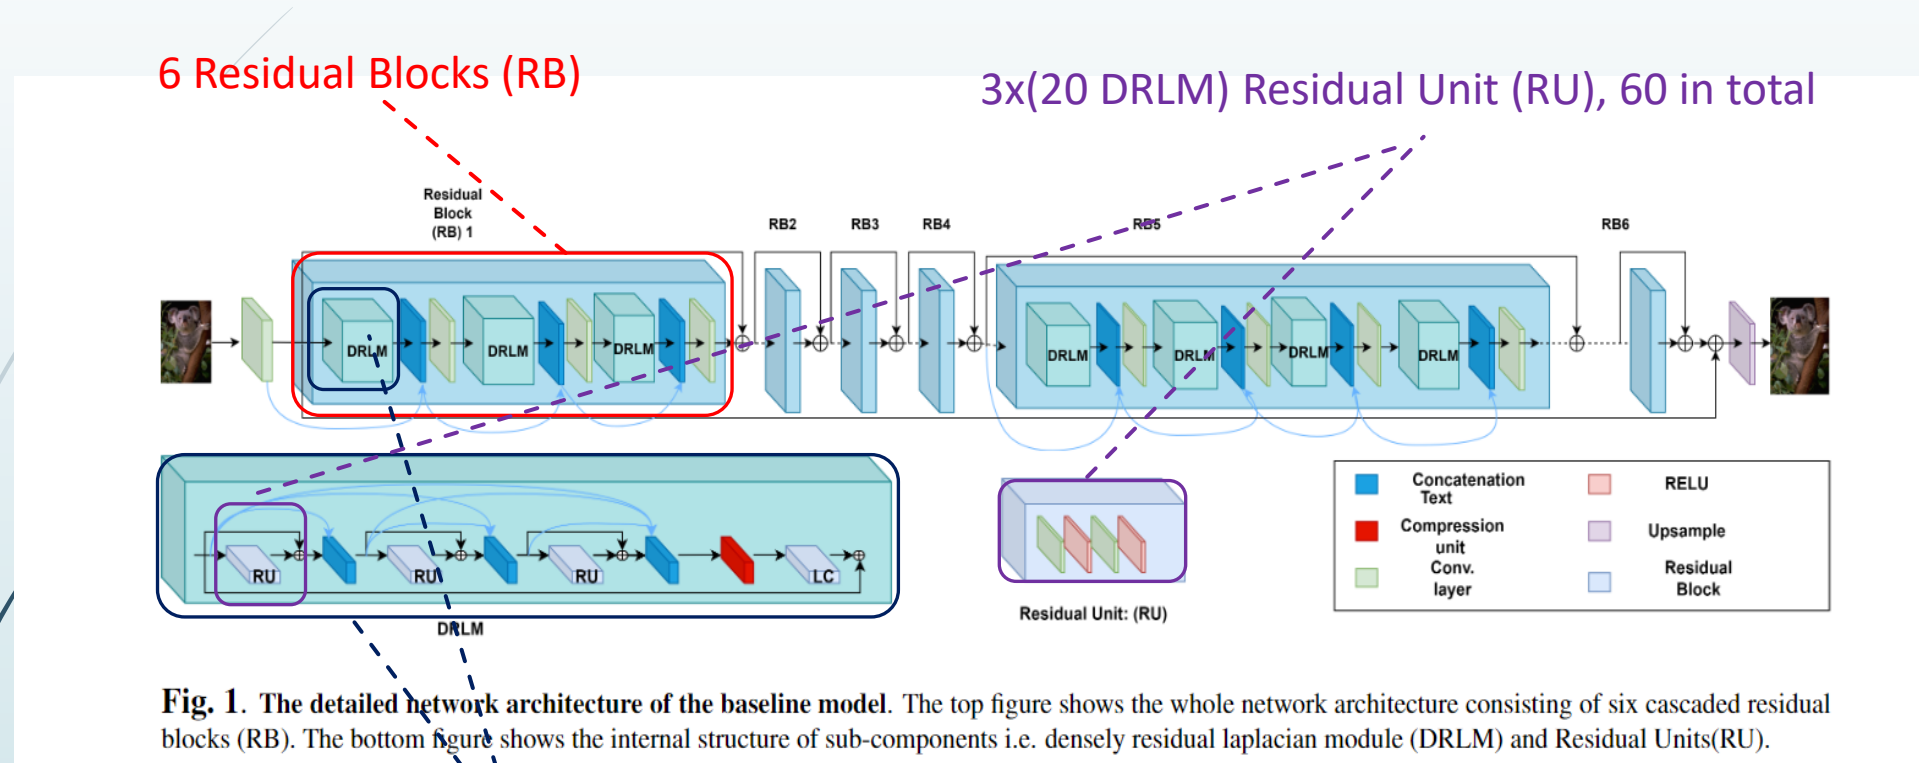 6 Residual Blocks (RB)
3x(20 DRLM) Residual Unit (RU), 60 in total
Residual
Block
(RB) 1
RB2
RB3
RB4
RB5
RB6
DRLM
DRLM
DRLM
DRLM
DRLM
DRLM
DRLM
RU
RU
RU
LC
DRLM
Residual Unit: (RU)
Concatenation
Text
RELU
Compression
unit
Upsample
Conv.
layer
Residual
Block
Fig. 1. The detailed network architecture of the baseline model. The top figure shows the whole network architecture consisting of six cascaded residual
blocks (RB). The bottom figure shows the internal structure of sub-components i.e. densely residual laplacian module (DRLM) and Residual Units(RU).